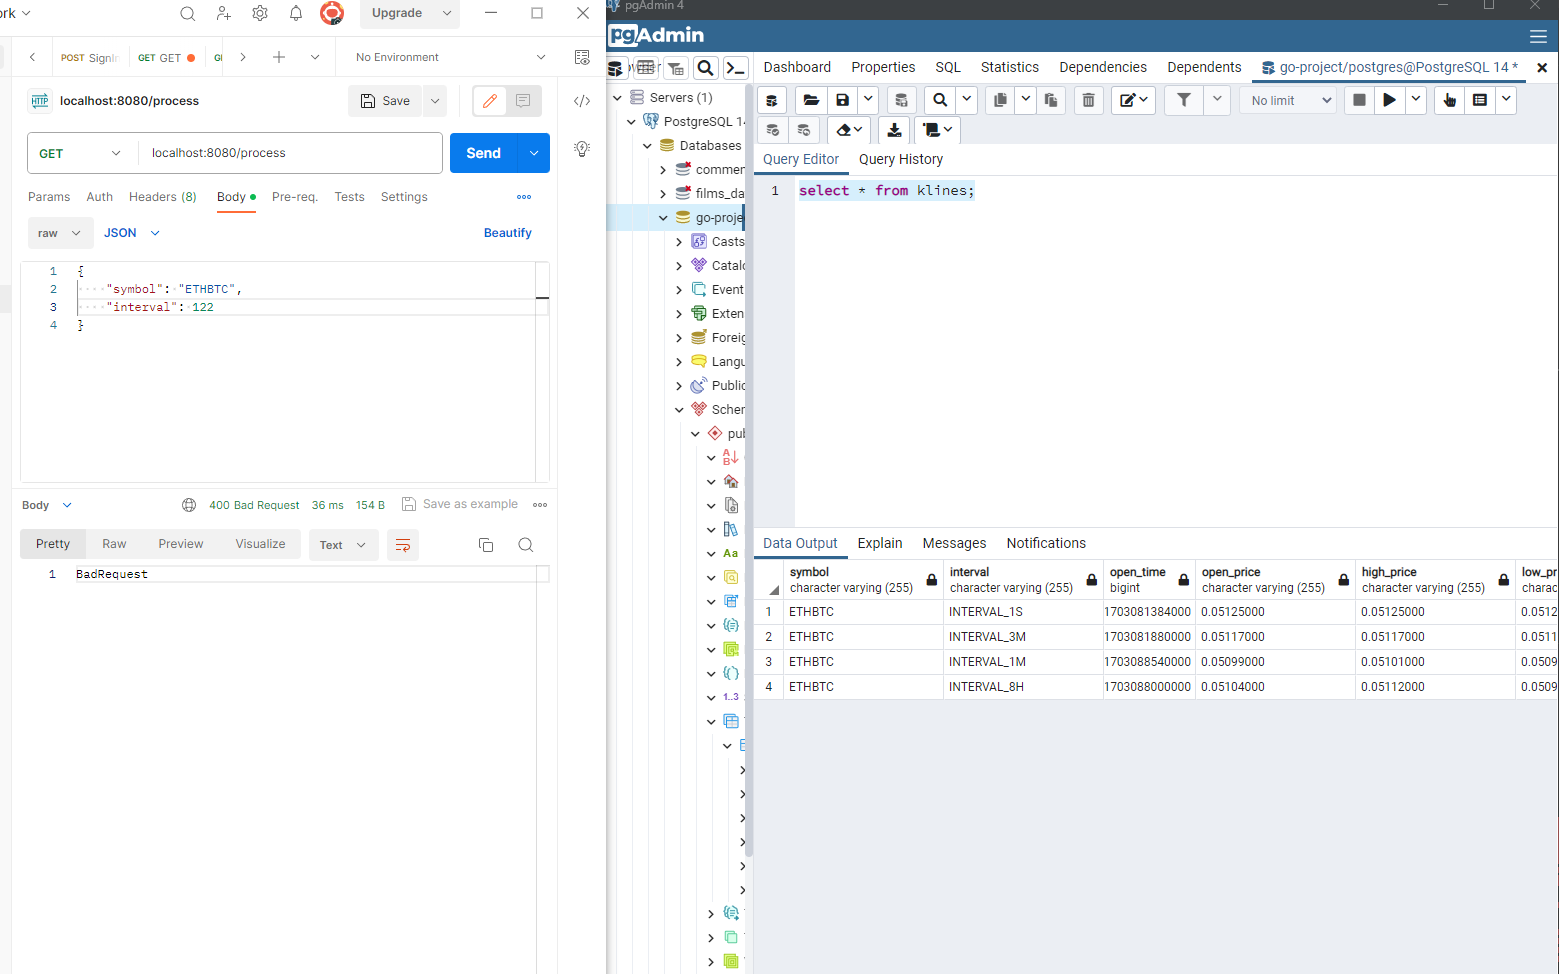 rk
Upgrade
POST SignIn
GET GET
No Environment
HTTP
localhost:8080/process
Save
GET
localhost:8080/process
Send
Params
Auth
Headers (8)
Body
Pre-req.
Tests
Settings
raw
JSON
Beautify
1 {
2 "symbol": "ETHBTC",
3 "interval": 122
4 }
Body
400 Bad Request
36 ms
154 B
Save as example
Pretty
Raw
Preview
Visualize
Text
1 BadRequest
pgAdmin 4
pgAdmin
Dashboard
Properties
SQL
Statistics
Dependencies
Dependents
go-project/postgres@PostgreSQL 14 *
Servers (1)
PostgreSQL 14
Databases
commen
films_da
go-proje
Casts
Catalo
Event
Exten
Foreig
Langu
Public
Schem
pub
Aa
1..3
No limit
Query Editor
Query History
1 select * from klines;
Data Output
Explain
Messages
Notifications
symbol
character varying (255)
interval
character varying (255)
open_time
bigint
open_price
character varying (255)
high_price
character varying (255)
low_pr
charac
1 ETHBTC INTERVAL_1S 1703081384000 0.05125000 0.05125000 0.0512
2 ETHBTC INTERVAL_3M 1703081880000 0.05117000 0.05117000 0.0511
3 ETHBTC INTERVAL_1M 1703088540000 0.05099000 0.05101000 0.0509
4 ETHBTC INTERVAL_8H 1703088000000 0.05104000 0.05112000 0.0509